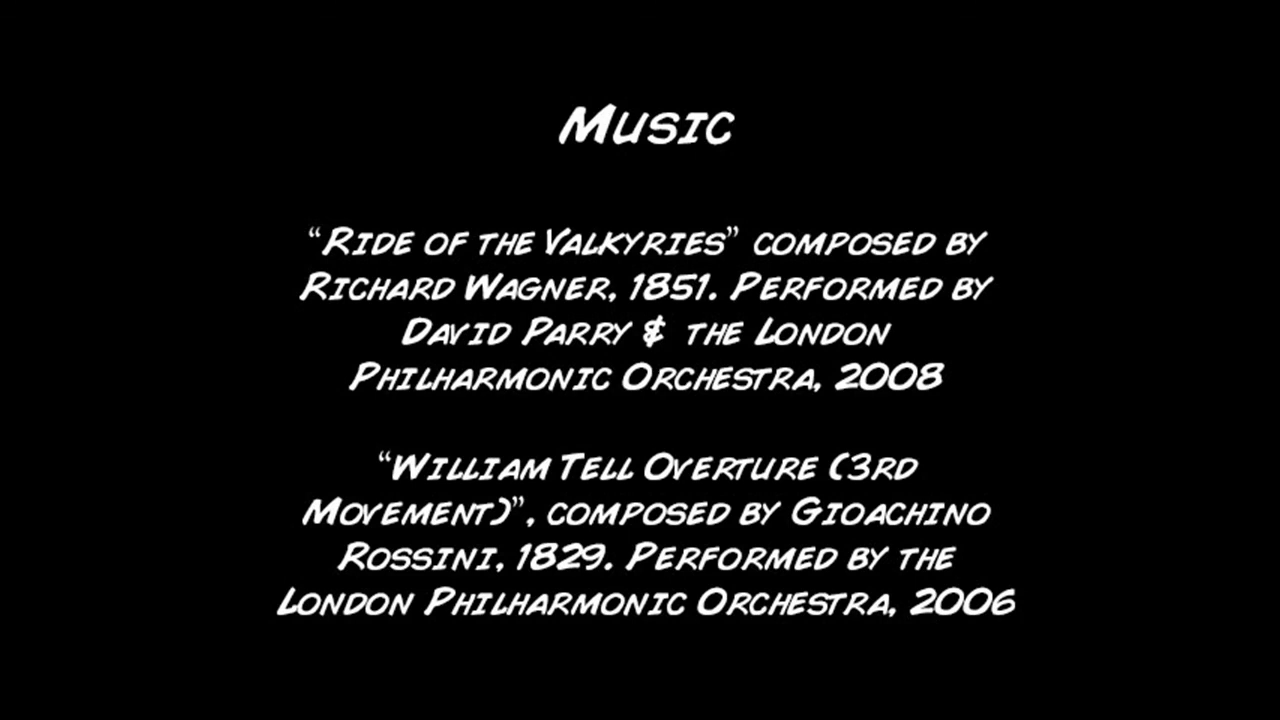 Music
“Ride of the Valkyries” composed by
Richard Wagner, 1851. Performed by
David Parry & the London
Philharmonic Orchestra, 2008
“William Tell Overture (3rd
Movement)”, composed by Gioachino
Rossini, 1829. Performed by the
London Philharmonic Orchestra, 2006